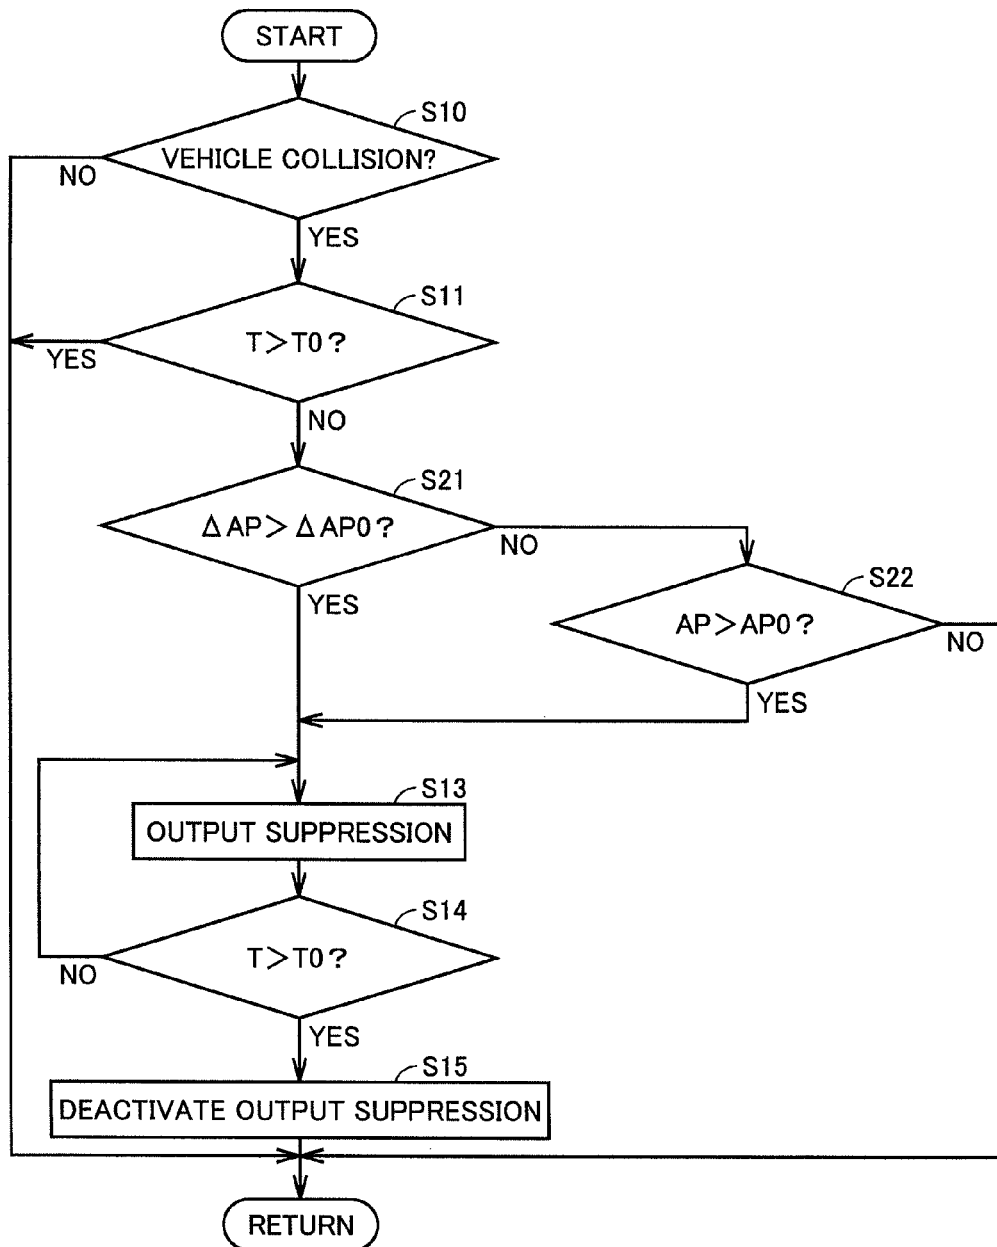 START
S10
VEHICLE COLLISION?
NO
YES
S11
T>T0?
YES
NO
S21
ΔAP>ΔAP0?
NO
YES
S22
AP>AP0?
NO
YES
S13
OUTPUT SUPPRESSION
S14
T>T0?
NO
YES
S15
DEACTIVATE OUTPUT SUPPRESSION
RETURN